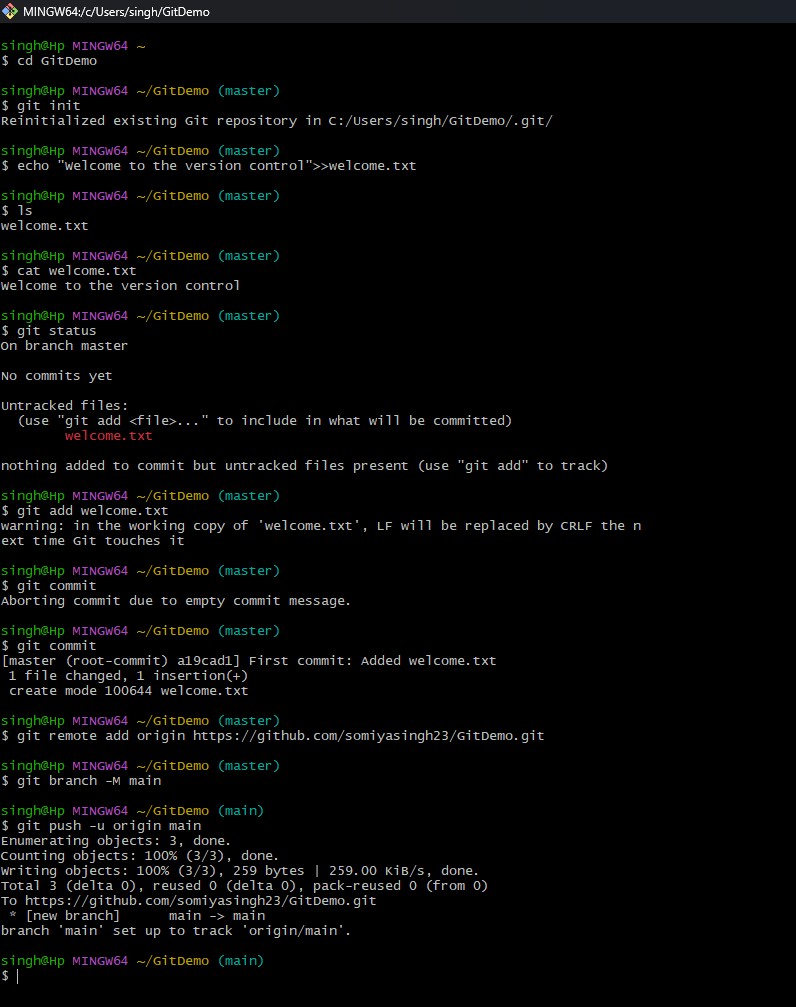 MINGW64:/c/Users/singh/GitDemo
singh@Hp MINGW64 ~
$ cd GitDemo
singh@Hp MINGW64 ~/GitDemo (master)
$ git init
Reinitialized existing Git repository in C:/Users/singh/GitDemo/.git/
singh@Hp MINGW64 ~/GitDemo (master)
$ echo "Welcome to the version control">>welcome.txt
singh@Hp MINGW64 ~/GitDemo (master)
$ ls
welcome.txt
singh@Hp MINGW64 ~/GitDemo (master)
$ cat welcome.txt
Welcome to the version control
singh@Hp MINGW64 ~/GitDemo (master)
$ git status
On branch master
No commits yet
Untracked files:
  (use "git add <file>..." to include in what will be committed)
        welcome.txt
nothing added to commit but untracked files present (use "git add" to track)
singh@Hp MINGW64 ~/GitDemo (master)
$ git add welcome.txt
warning: in the working copy of 'welcome.txt', LF will be replaced by CRLF the n
ext time Git touches it
singh@Hp MINGW64 ~/GitDemo (master)
$ git commit
Aborting commit due to empty commit message.
singh@Hp MINGW64 ~/GitDemo (master)
$ git commit
[master (root-commit) a19cad1] First commit: Added welcome.txt
 1 file changed, 1 insertion(+)
 create mode 100644 welcome.txt
singh@Hp MINGW64 ~/GitDemo (master)
$ git remote add origin https://github.com/somiyasingh23/GitDemo.git
singh@Hp MINGW64 ~/GitDemo (master)
$ git branch -M main
singh@Hp MINGW64 ~/GitDemo (main)
$ git push -u origin main
Enumerating objects: 3, done.
Counting objects: 100% (3/3), done.
Writing objects: 100% (3/3), 259 bytes | 259.00 KiB/s, done.
Total 3 (delta 0), reused 0 (delta 0), pack-reused 0 (from 0)
To https://github.com/somiyasingh23/GitDemo.git
 * [new branch]      main -> main
branch 'main' set up to track 'origin/main'.
singh@Hp MINGW64 ~/GitDemo (main)
$